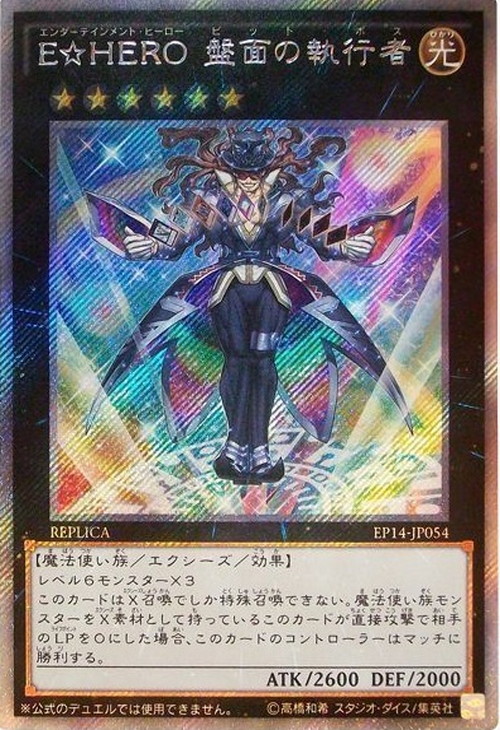 エンターテインメント・ヒーロー ピットボス
E☆HERO 盤面の執行者
ひかり
光
REPLICA EP14-JP054
【魔法使い族／エクシーズ／効果】
レベル6モンスター×3
このカードはX召喚でしか特殊召喚できない。魔法使い族モン
スターをX素材として持っているこのカードが直接攻撃で相手
のLPを0にした場合、このカードのコントローラーはマッチに
勝利する。
ATK/2600 DEF/2000
※公式のデュエルでは使用できません。 ©高橋和希 スタジオ・ダイス/集英社